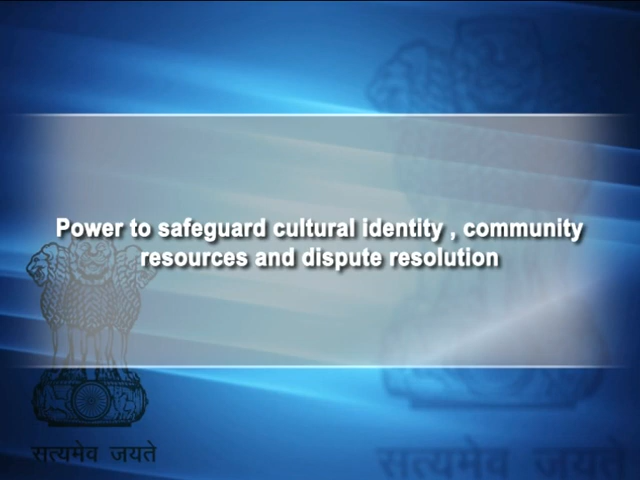 Power to safeguard cultural identity , community
resources and dispute resolution
सत्यमेव जयते
सत्यमेव जयते